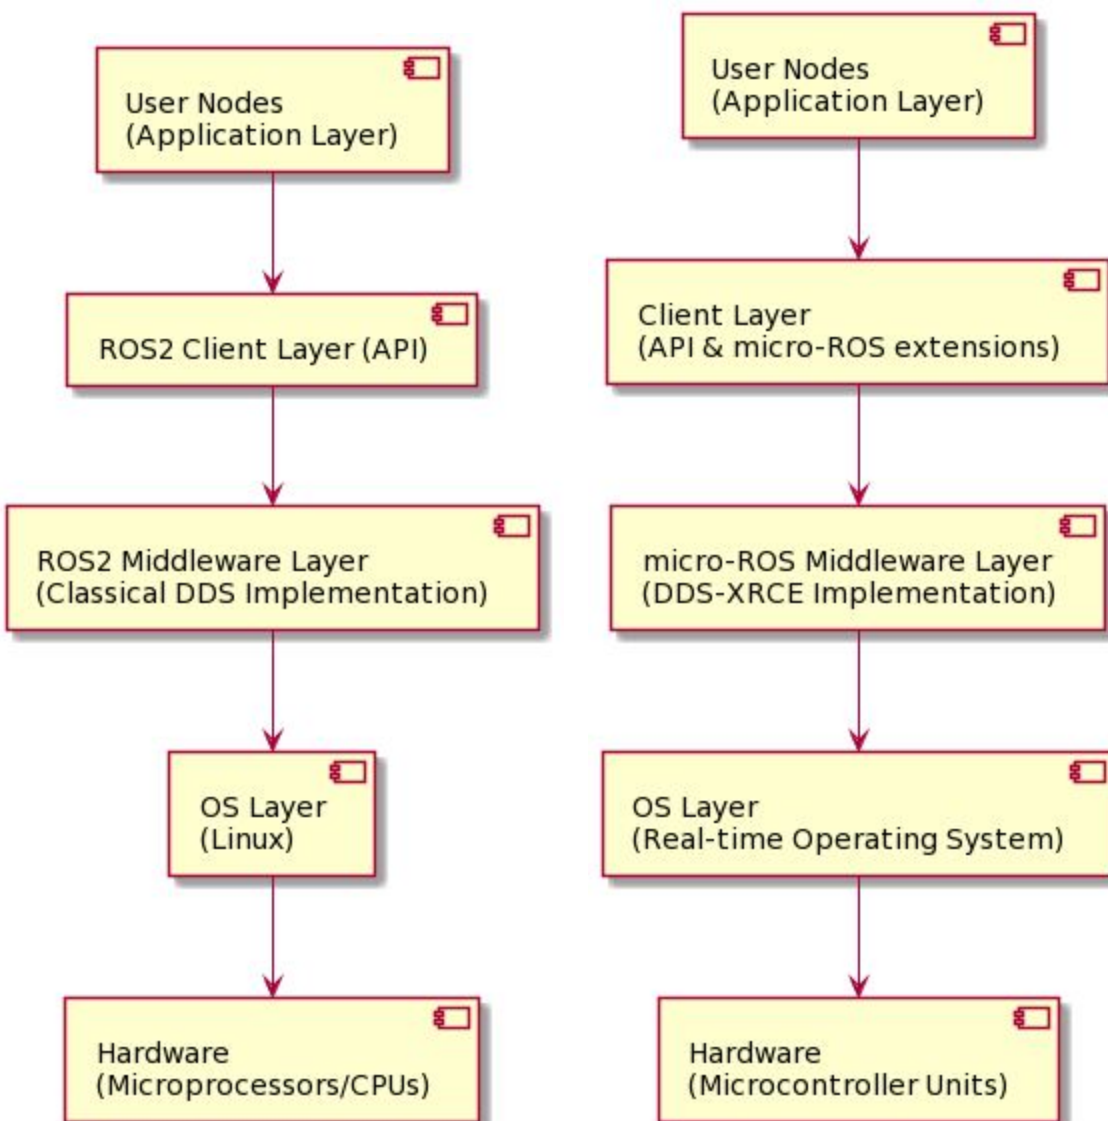 User Nodes
(Application Layer)
ROS2 Client Layer (API)
ROS2 Middleware Layer
(Classical DDS Implementation)
OS Layer
(Linux)
Hardware
(Microprocessors/CPUs)
User Nodes
(Application Layer)
Client Layer
(API & micro-ROS extensions)
micro-ROS Middleware Layer
(DDS-XRCE Implementation)
OS Layer
(Real-time Operating System)
Hardware
(Microcontroller Units)